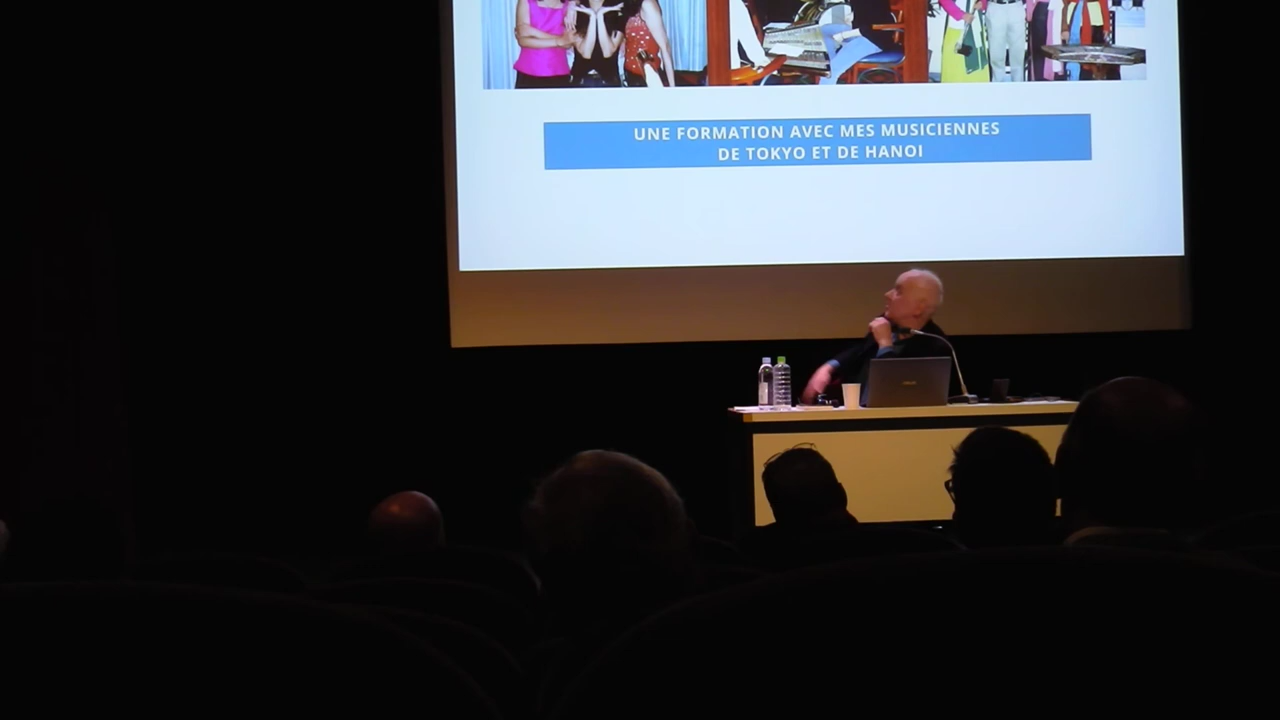 UNE FORMATION AVEC MES MUSICIENNES
DE TOKYO ET DE HANOI